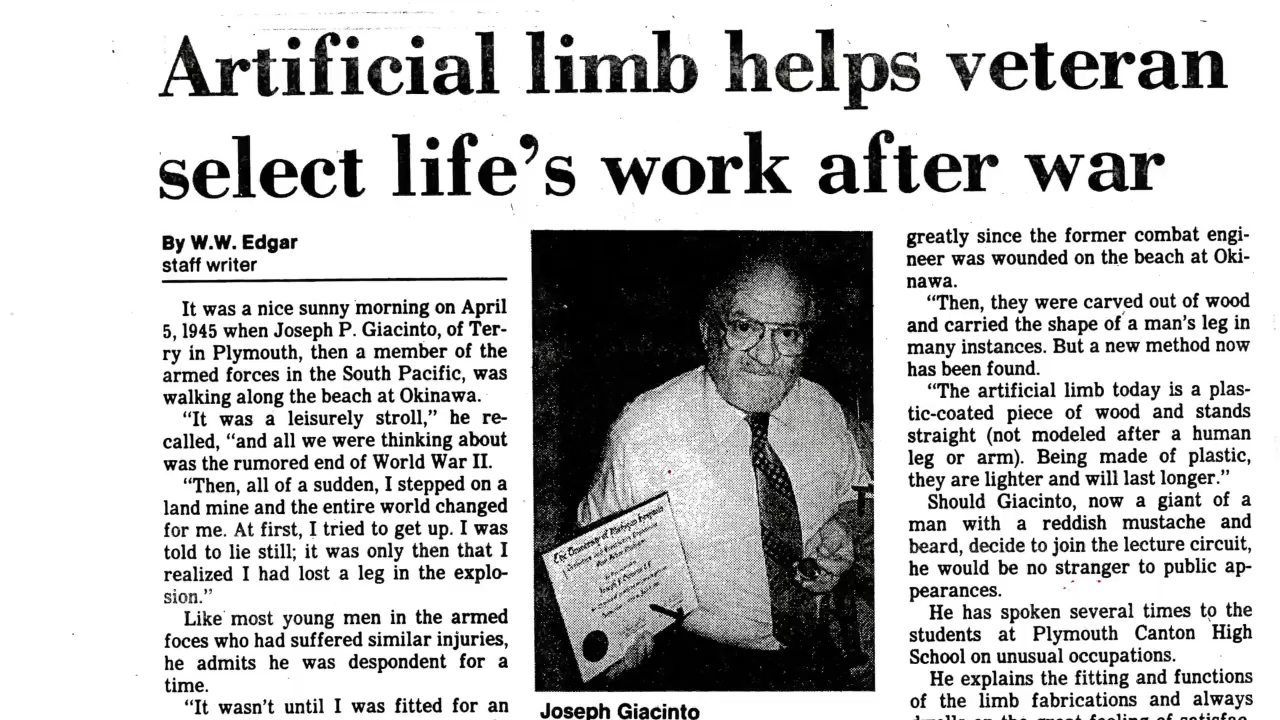 Artificial limb helps veteran
select life's work after war
By W.W. Edgar
staff writer
It was a nice sunny morning on April
5, 1945 when Joseph P. Giacinto, of Ter-
ry in Plymouth, then a member of the
armed forces in the South Pacific, was
walking along the beach at Okinawa.
"It was a leisurely stroll," he re-
called, "and all we were thinking about
was the rumored end of World War II.
"Then, all of a sudden, I stepped on a
land mine and the entire world changed
for me. At first, I tried to get up. I was
told to lie still; it was only then that I
realized I had lost a leg in the explo-
sion."
Like most young men in the armed
foces who had suffered similar injuries,
he admits he was despondent for a
time.
"It wasn't until I was fitted for an
The University of Michigan
Joseph Giacinto
greatly since the former combat engi-
neer was wounded on the beach at Oki-
nawa.
"Then, they were carved out of wood
and carried the shape of a man's leg in
many instances. But a new method now
has been found.
"The artificial limb today is a plas-
tic-coated piece of wood and stands
straight (not modeled after a human
leg or arm). Being made of plastic,
they are lighter and will last longer."
Should Giacinto, now a giant of a
man with a reddish mustache and
beard, decide to join the lecture circuit,
he would be no stranger to public ap-
pearances.
He has spoken several times to the
students at Plymouth Canton High
School on unusual occupations.
He explains the fitting and functions
of the limb fabrications and always